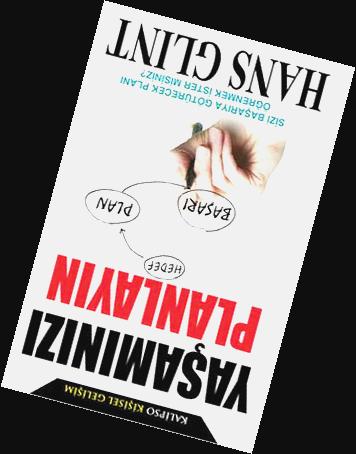 KALİPSO KİŞİSEL GELİŞİM
YAŞAMINIZI
PLANLAYIN
HEDEF
PLAN
BAŞARI
SİZİ BAŞARIYA GÖTÜRECEK PLANI
ÖĞRENMEK İSTER MİSİNİZ?
HANS GLINT